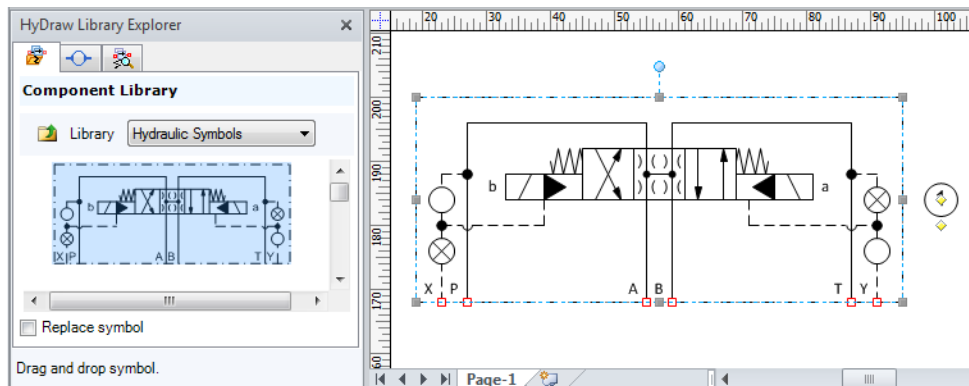 HyDraw Library Explorer
Component Library
Library Hydraulic Symbols
b a
X P A B T Y
Replace symbol
Drag and drop symbol.
20 30 40 50 60 70 80 90 100
210
200
190
180
170
160
b a
X P A B T Y
Page-1